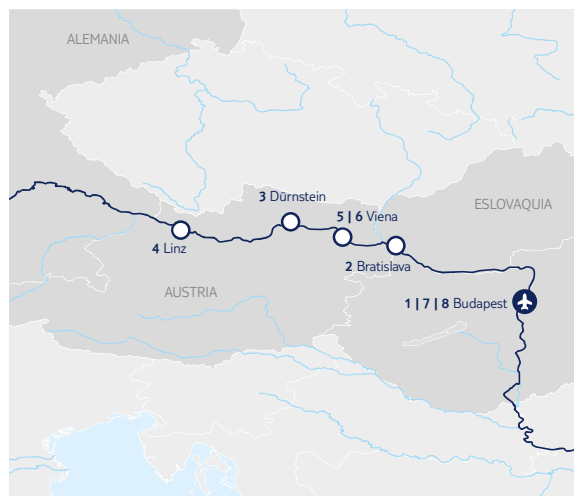 ALEMANIA
3 Dürnstein
5 | 6 Viena
ESLOVAQUIA
4 Linz
2 Bratislava
AUSTRIA
1 | 7 | 8 Budapest